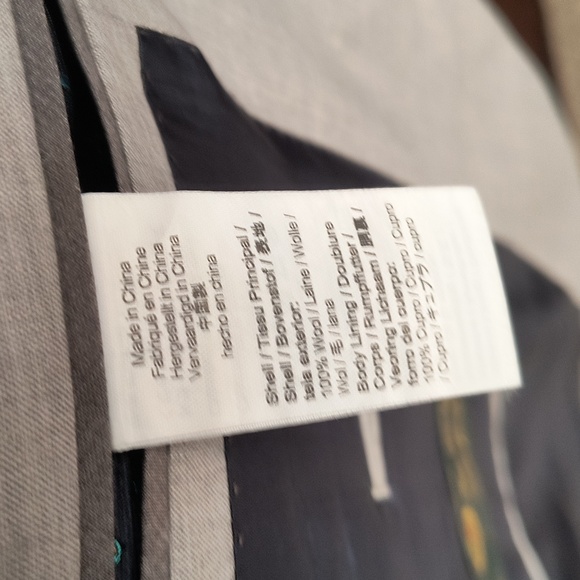 Made in China
Fabriqué en Chine
Hergestellt in China
Vervaardigd in China
中国製
hecho en china
Shell / Tissu Principal /
Shell / Bovenstof / 表地 /
tela exterior:
100% Wool / Laine / Wolle /
Wol / 毛 / lana
Body Lining / Doublure
Corps / Rumpffutter /
Voering Lichaam / 胴裏 /
forro del cuerpo:
100% Cupro / Cupro / Cupro
/ Cupro / キュプラ / cupro